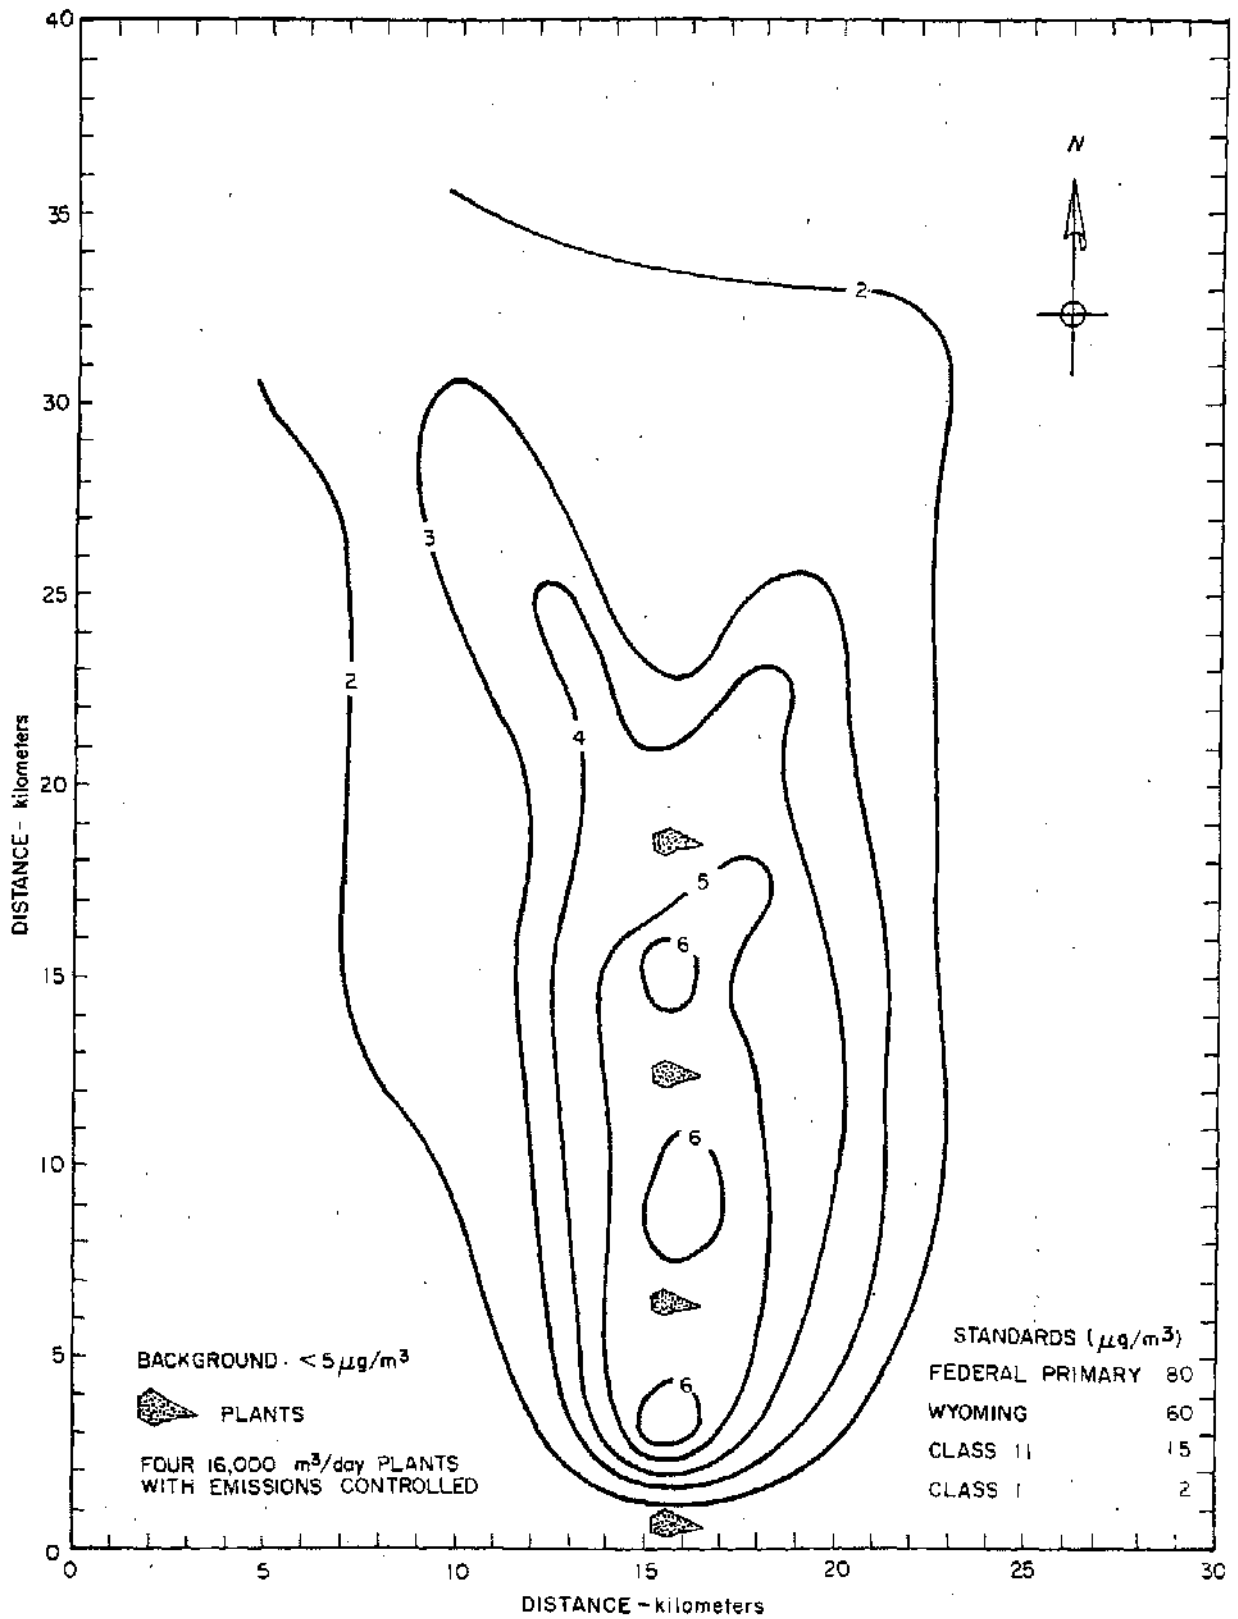 40
N
35
2
30
3
25
2
4
20
DISTANCE - kilometers
5
6
15
6
10
6
5
BACKGROUND. <5 μg/m³
PLANTS
FOUR 16,000 m³/day PLANTS
WITH EMISSIONS CONTROLLED
STANDARDS (μg/m³)
FEDERAL PRIMARY 80
WYOMING 60
CLASS II 15
CLASS I 2
0
0 5 10 15 20 25 30
DISTANCE - kilometers